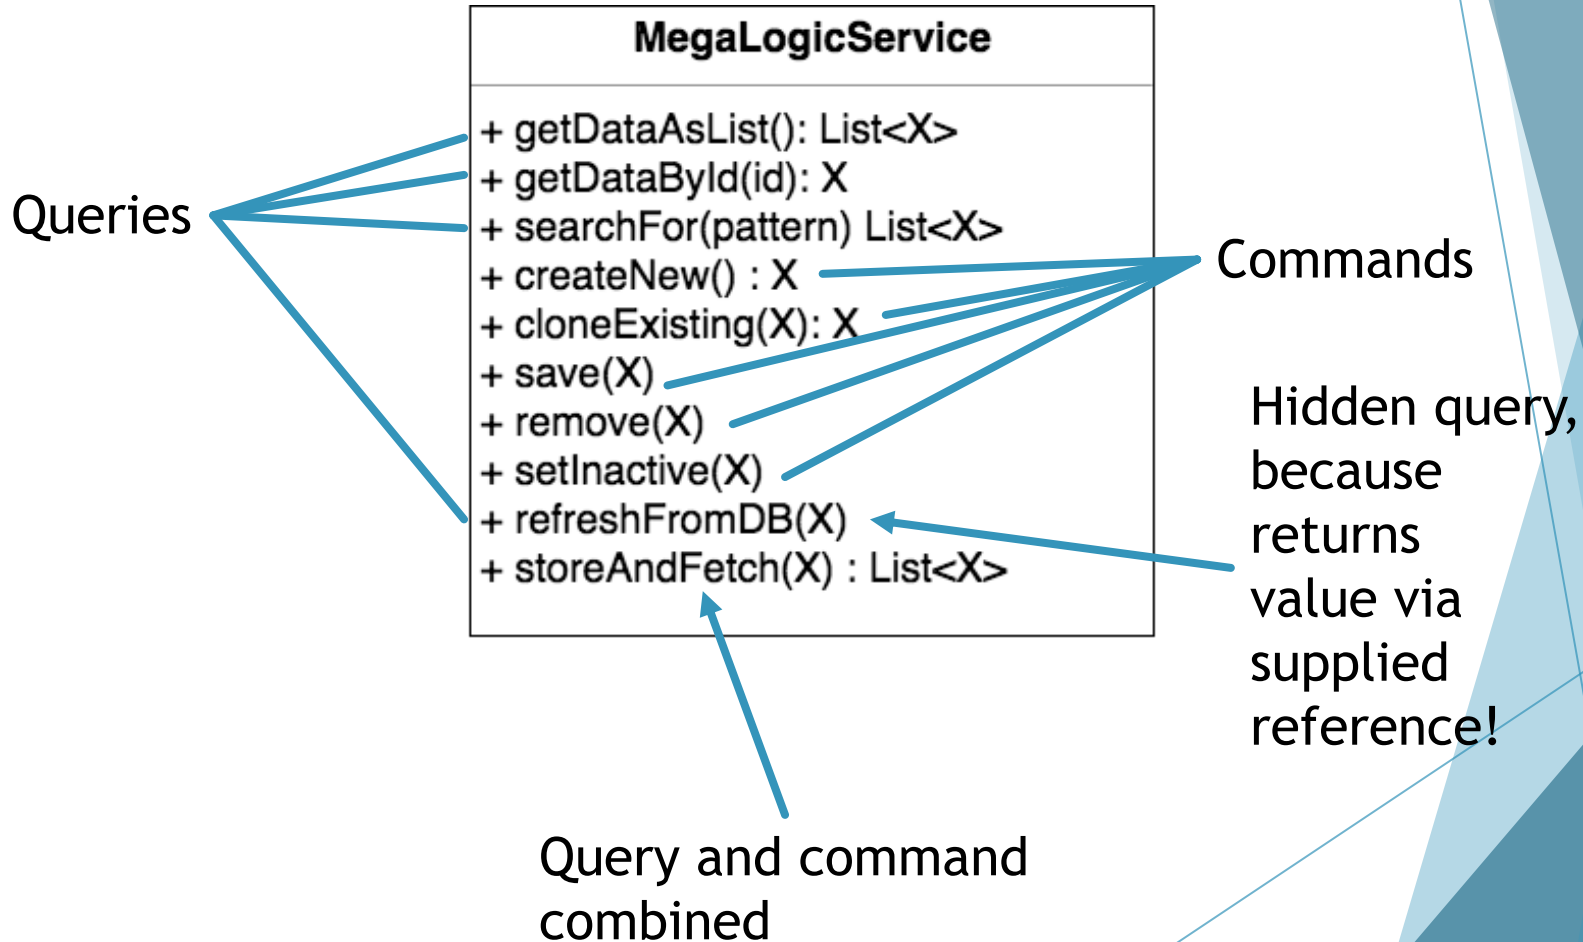 MegaLogicService
+ getDataAsList(): List<X>
+ getDataById(id): X
+ searchFor(pattern) List<X>
+ createNew() : X
+ cloneExisting(X): X
+ save(X)
+ remove(X)
+ setInactive(X)
+ refreshFromDB(X)
+ storeAndFetch(X) : List<X>
Queries
Commands
Hidden query,
because
returns
value via
supplied
reference!
Query and command
combined